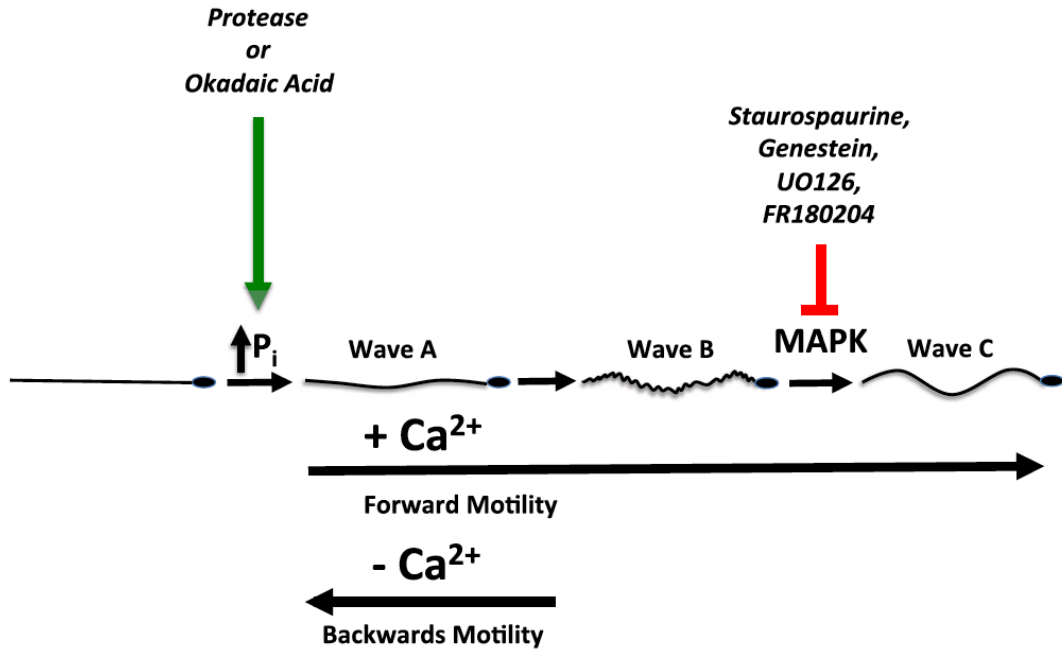 Protease
or
Okadaic Acid
Staurospaurine,
Genestein,
UO126,
FR180204
Pi
Wave A
Wave B
MAPK
Wave C
+ Ca²⁺
Forward Motility
- Ca²⁺
Backwards Motility